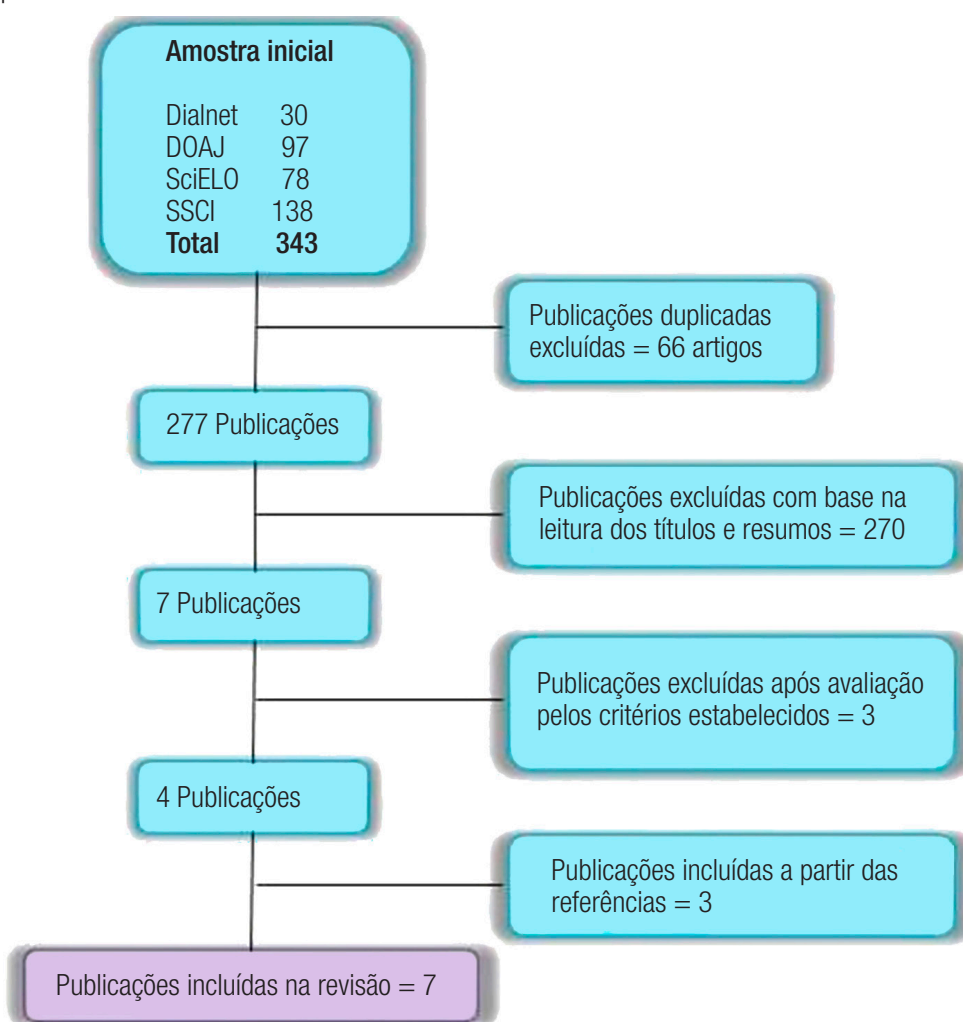 Amostra inicial
Dialnet 30
DOAJ 97
SciELO 78
SSCI 138
Total 343
Publicações duplicadas
excluídas = 66 artigos
277 Publicações
Publicações excluídas com base na
leitura dos títulos e resumos = 270
7 Publicações
Publicações excluídas após avaliação
pelos critérios estabelecidos = 3
4 Publicações
Publicações incluídas a partir das
referências = 3
Publicações incluídas na revisão = 7